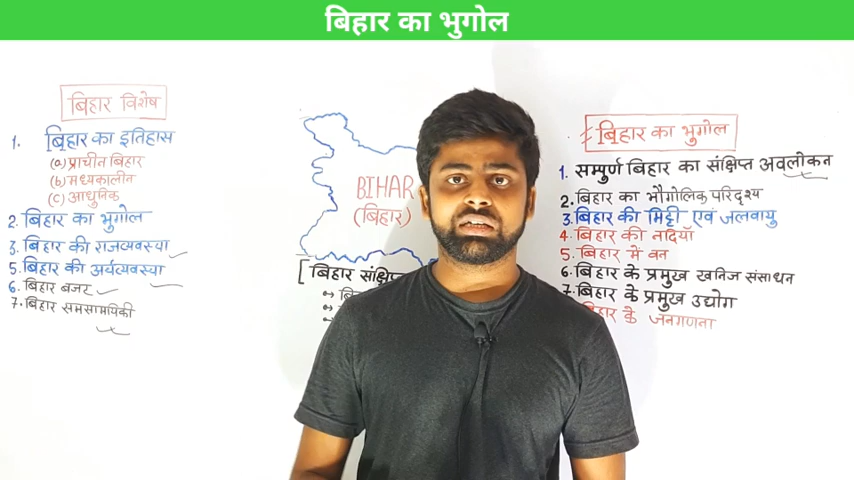 बिहार का भुगोल
बिहार विशेष
1. बिहार का इतिहास
(a) प्राचीन बिहार
(b) मध्यकालीन
(c) आधुनिक
2. बिहार का भुगोल
3. बिहार की राजव्यवस्था
5. बिहार की अर्थव्यवस्था
6. बिहार बजट
7. बिहार समसामयिकी
BIHAR
(बिहार)
[बिहार संक्षिप्त
बिहार का भुगोल
1. सम्पुर्ण बिहार का संक्षिप्त अवलोकन
2. बिहार का भौगोलिक परिदृश्य
3. बिहार की मिट्टी एवं जलवायु
4. बिहार की नदियाँ
5. बिहार में वन
6. बिहार के प्रमुख खनिज संसाधन
7. बिहार के प्रमुख उद्योग
बिहार के जनगणना